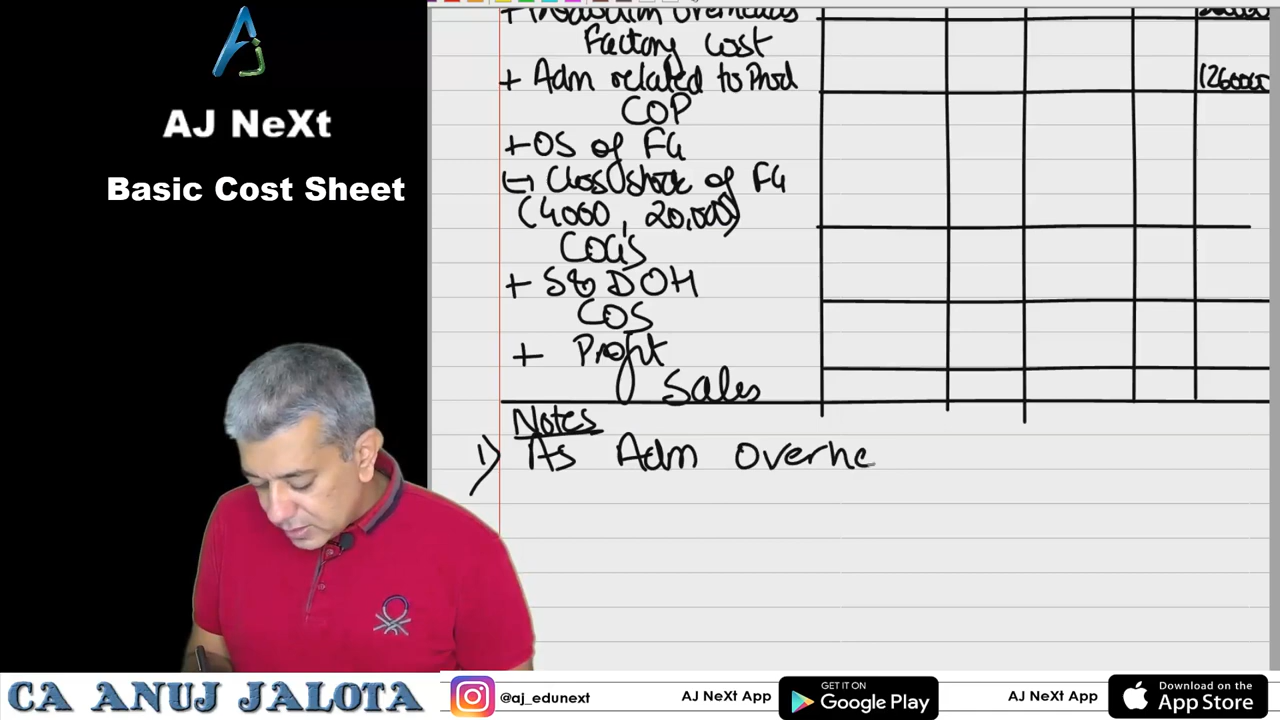 AJ NeXt
Basic Cost Sheet
Factory Cost
+ Adm related to Prod
1260000
COP
+ OS of FG
(-) Clos stock of FG
(4000, 20,000)
COGS
+ S & D OH
COS
+ Profit
Sales
Notes
1) As Adm Overhe
CA ANUJ JALOTA
@aj_edunext
AJ NeXt App
GET IT ON
Google Play
AJ NeXt App
Download on the
App Store